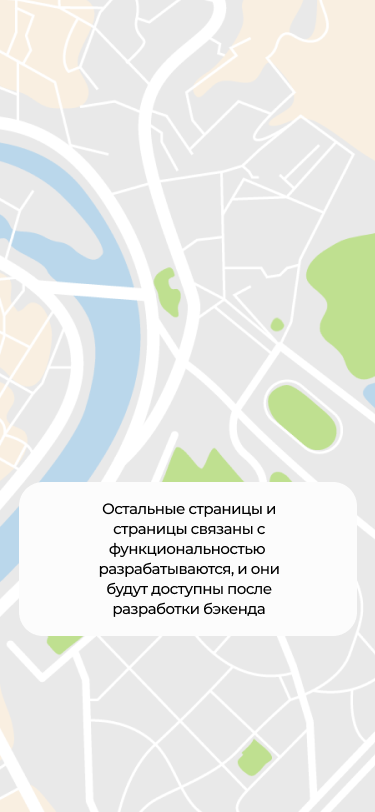 Остальные страницы и
страницы связаны с
функциональностью
разрабатываются, и они
будут доступны после
разработки бэкенда